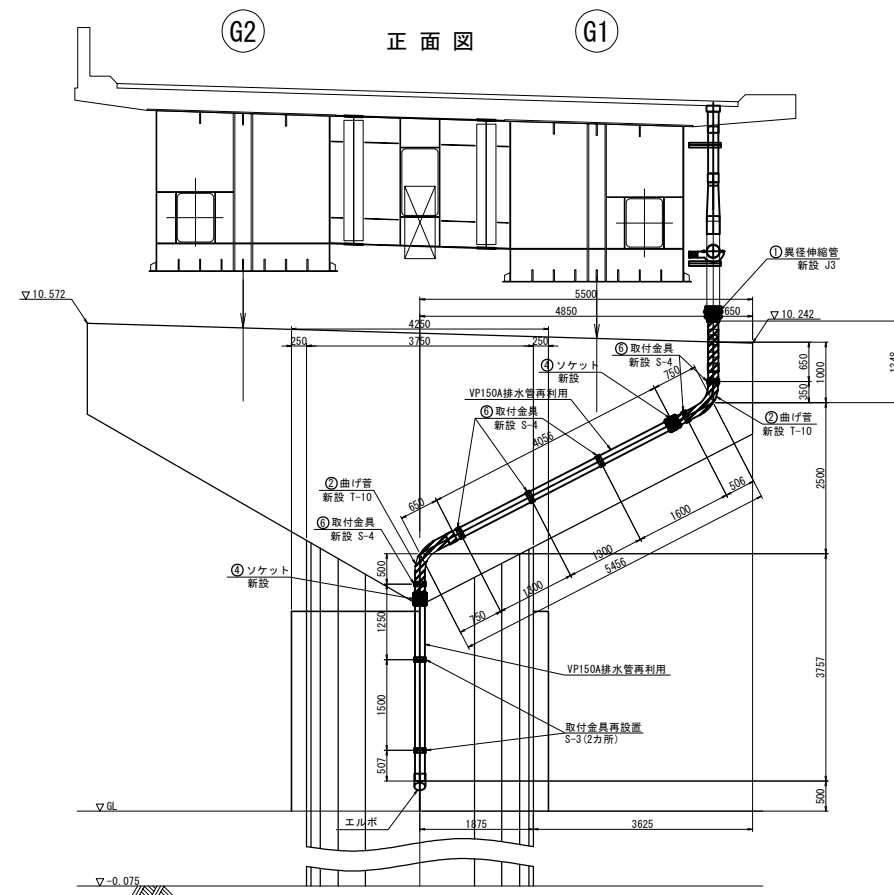 G2
正面図
G1
①異径伸縮管
新設 J3
5500
▽10.572
4850
650
▽10.242
4250
250
3750
250
⑥取付金具
新設 S-4
④ソケット
新設
750
650
1000
1348
350
VP150A排水管再利用
⑥取付金具
新設 S-4
4056
②曲げ菅
新設 T-10
②曲げ菅
新設 T-10
650
506
2500
⑥取付金具
新設 S-4
1600
1300
5456
500
④ソケット
新設
1300
750
1250
VP150A排水管再利用
3757
1500
取付金具再設置
S-3(2カ所)
507
▽GL
500
エルボ
1875
3625
▽-0.075